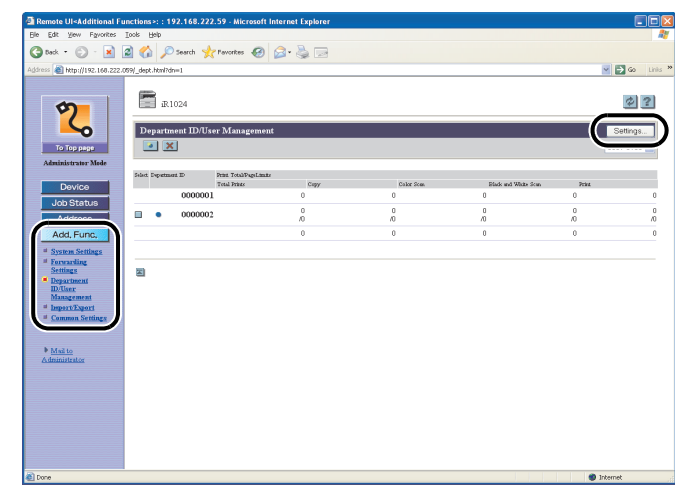 Remote UI<Additional Functions>: : 192.168.222.59 - Microsoft Internet Explorer
File Edit View Favorites Tools Help
Back Search Favorites
Address http://192.168.222.059/_dept.html?dn=1 Go Links »
iR1024
Department ID/User Management Settings...
To Top page
Administrator Mode
Select Department ID Print Total/PageLimits
Total Prints Copy Color Scan Black and White Scan Print
Device
0000001 0 0 0 0 0
Job Status
0000002 0 0 0 0 0
/0 /0 /0 /0 /0
Address
Add. Func.
0 0 0 0 0
System Settings
Forwarding
Settings
Department
ID/User
Management
Import/Export
Common Settings
Mail to
Administrator
Done Internet